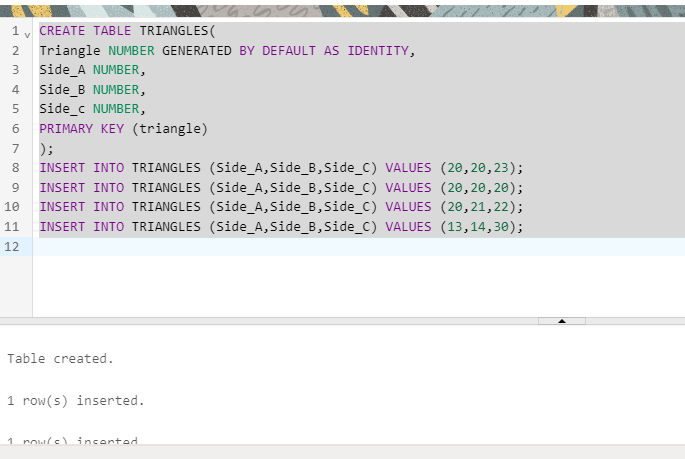 1 CREATE TABLE TRIANGLES(
2 Triangle NUMBER GENERATED BY DEFAULT AS IDENTITY,
3 Side_A NUMBER,
4 Side_B NUMBER,
5 Side_c NUMBER,
6 PRIMARY KEY (triangle)
7 );
8 INSERT INTO TRIANGLES (Side_A,Side_B,Side_C) VALUES (20,20,23);
9 INSERT INTO TRIANGLES (Side_A,Side_B,Side_C) VALUES (20,20,20);
10 INSERT INTO TRIANGLES (Side_A,Side_B,Side_C) VALUES (20,21,22);
11 INSERT INTO TRIANGLES (Side_A,Side_B,Side_C) VALUES (13,14,30);
12
Table created.
1 row(s) inserted.
1 row(s) inserted